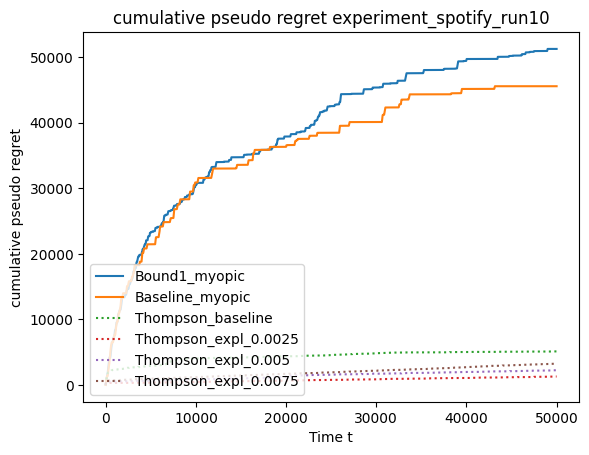 cumulative pseudo regret experiment_spotify_run10
cumulative pseudo regret
50000
40000
30000
20000
10000
0
Bound1_myopic
Baseline_myopic
Thompson_baseline
Thompson_expl_0.0025
Thompson_expl_0.005
Thompson_expl_0.0075
0 10000 20000 30000 40000 50000
Time t